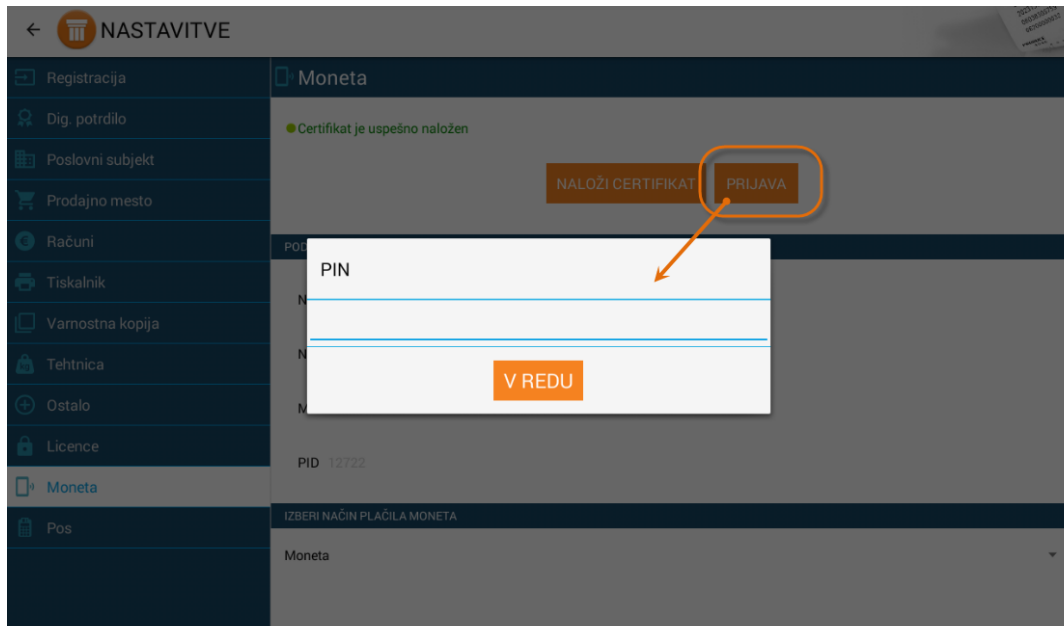 NASTAVITVE
Registracija
Dig. potrdilo
Poslovni subjekt
Prodajno mesto
Računi
Tiskalnik
Varnostna kopija
Tehtnica
Ostalo
Licence
Moneta
Pos
Moneta
Certifikat je uspešno naložen
NALOŽI CERTIFIKAT
PRIJAVA
POD
PIN
N
N
V REDU
M
PID 12722
IZBERI NAČIN PLAČILA MONETA
Moneta